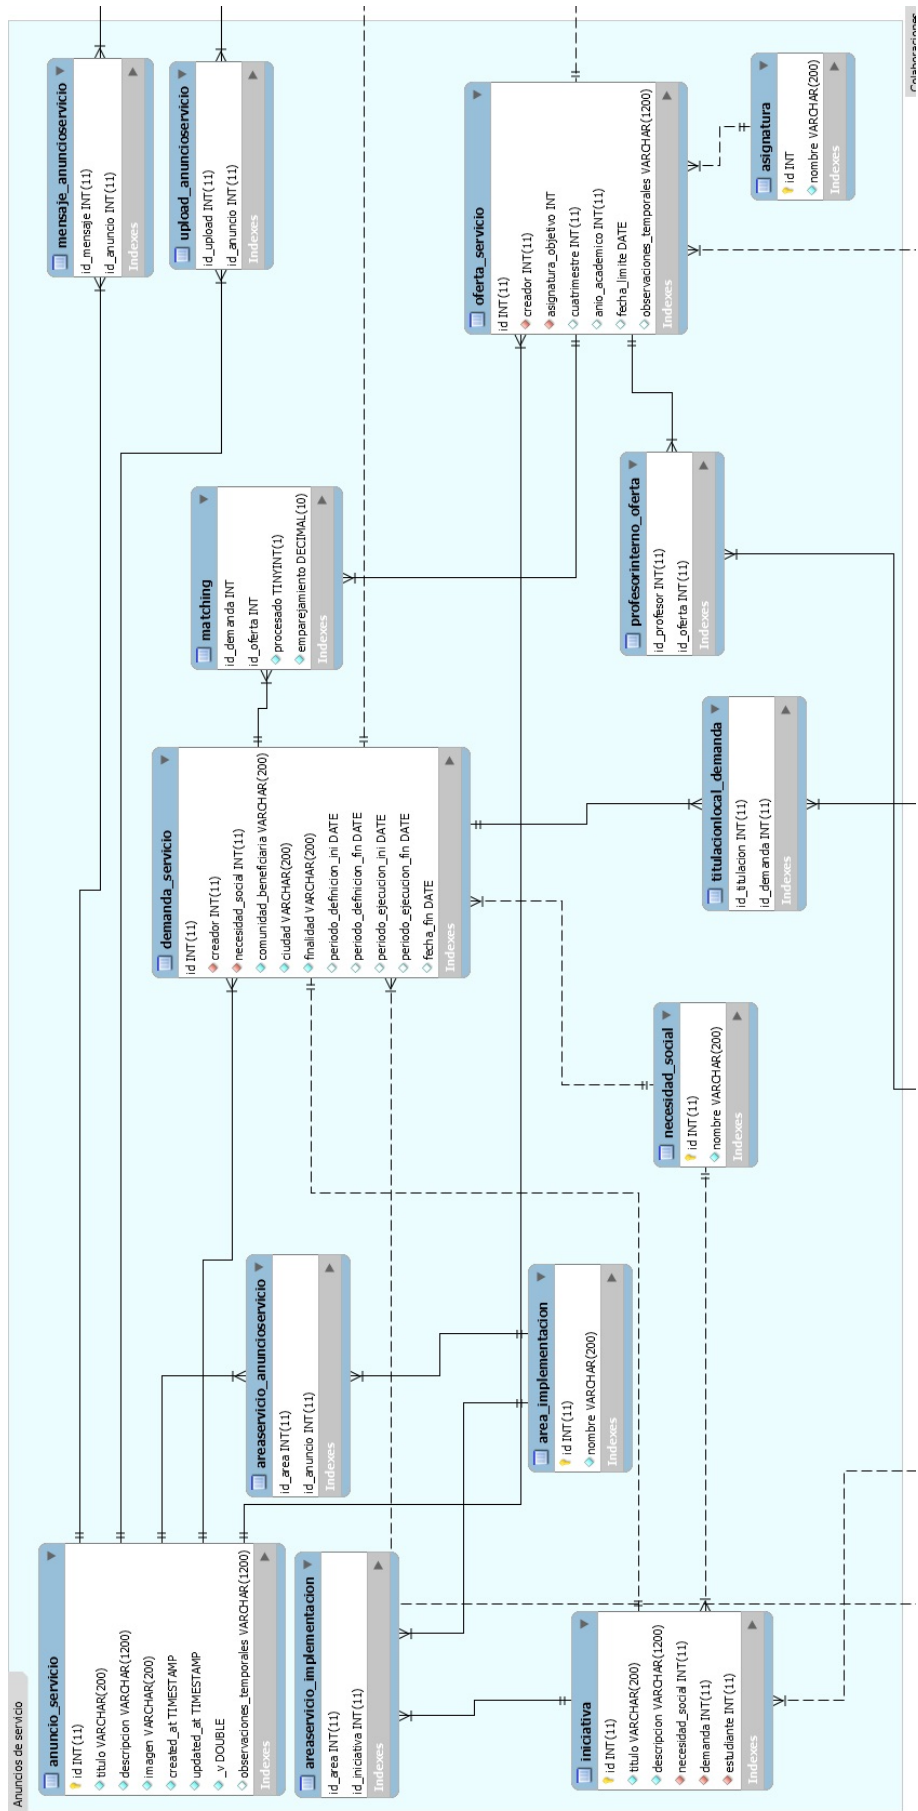 Anuncios de servicio
anuncio_servicio
id INT(11)
titulo VARCHAR(200)
descripcion VARCHAR(1200)
imagen VARCHAR(200)
created_at TIMESTAMP
updated_at TIMESTAMP
_v DOUBLE
observaciones_temporales VARCHAR(1200)
Indexes
areaservicio_implementacion
id_area INT(11)
id_iniciativa INT(11)
Indexes
iniciativa
id INT(11)
titulo VARCHAR(200)
descripcion VARCHAR(1200)
necesidad_social INT(11)
demanda INT(11)
estudiante INT(11)
Indexes
areaservicio_anuncioservicio
id_area INT(11)
id_anuncio INT(11)
Indexes
area_implementacion
id INT(11)
nombre VARCHAR(200)
Indexes
necesidad_social
id INT(11)
nombre VARCHAR(200)
Indexes
demanda_servicio
id INT(11)
creador INT(11)
necesidad_social INT(11)
comunidad_beneficiaria VARCHAR(200)
ciudad VARCHAR(200)
finalidad VARCHAR(200)
periodo_definicion_ini DATE
periodo_definicion_fin DATE
periodo_ejecucion_ini DATE
periodo_ejecucion_fin DATE
fecha_fin DATE
Indexes
titulacionlocal_demanda
id_titulacion INT(11)
id_demanda INT(11)
Indexes
matching
id_demanda INT
id_oferta INT
procesado TINYINT(1)
emparejamiento DECIMAL(10)
Indexes
profesorinterno_oferta
id_profesor INT(11)
id_oferta INT(11)
Indexes
mensaje_anuncioservicio
id_mensaje INT(11)
id_anuncio INT(11)
Indexes
upload_anuncioservicio
id_upload INT(11)
id_anuncio INT(11)
Indexes
oferta_servicio
id INT(11)
creador INT(11)
asignatura_objetivo INT
cuatrimestre INT(11)
anio_academico INT(11)
fecha_limite DATE
observaciones_temporales VARCHAR(1200)
Indexes
asignatura
id INT
nombre VARCHAR(200)
Indexes
Colaboraciones